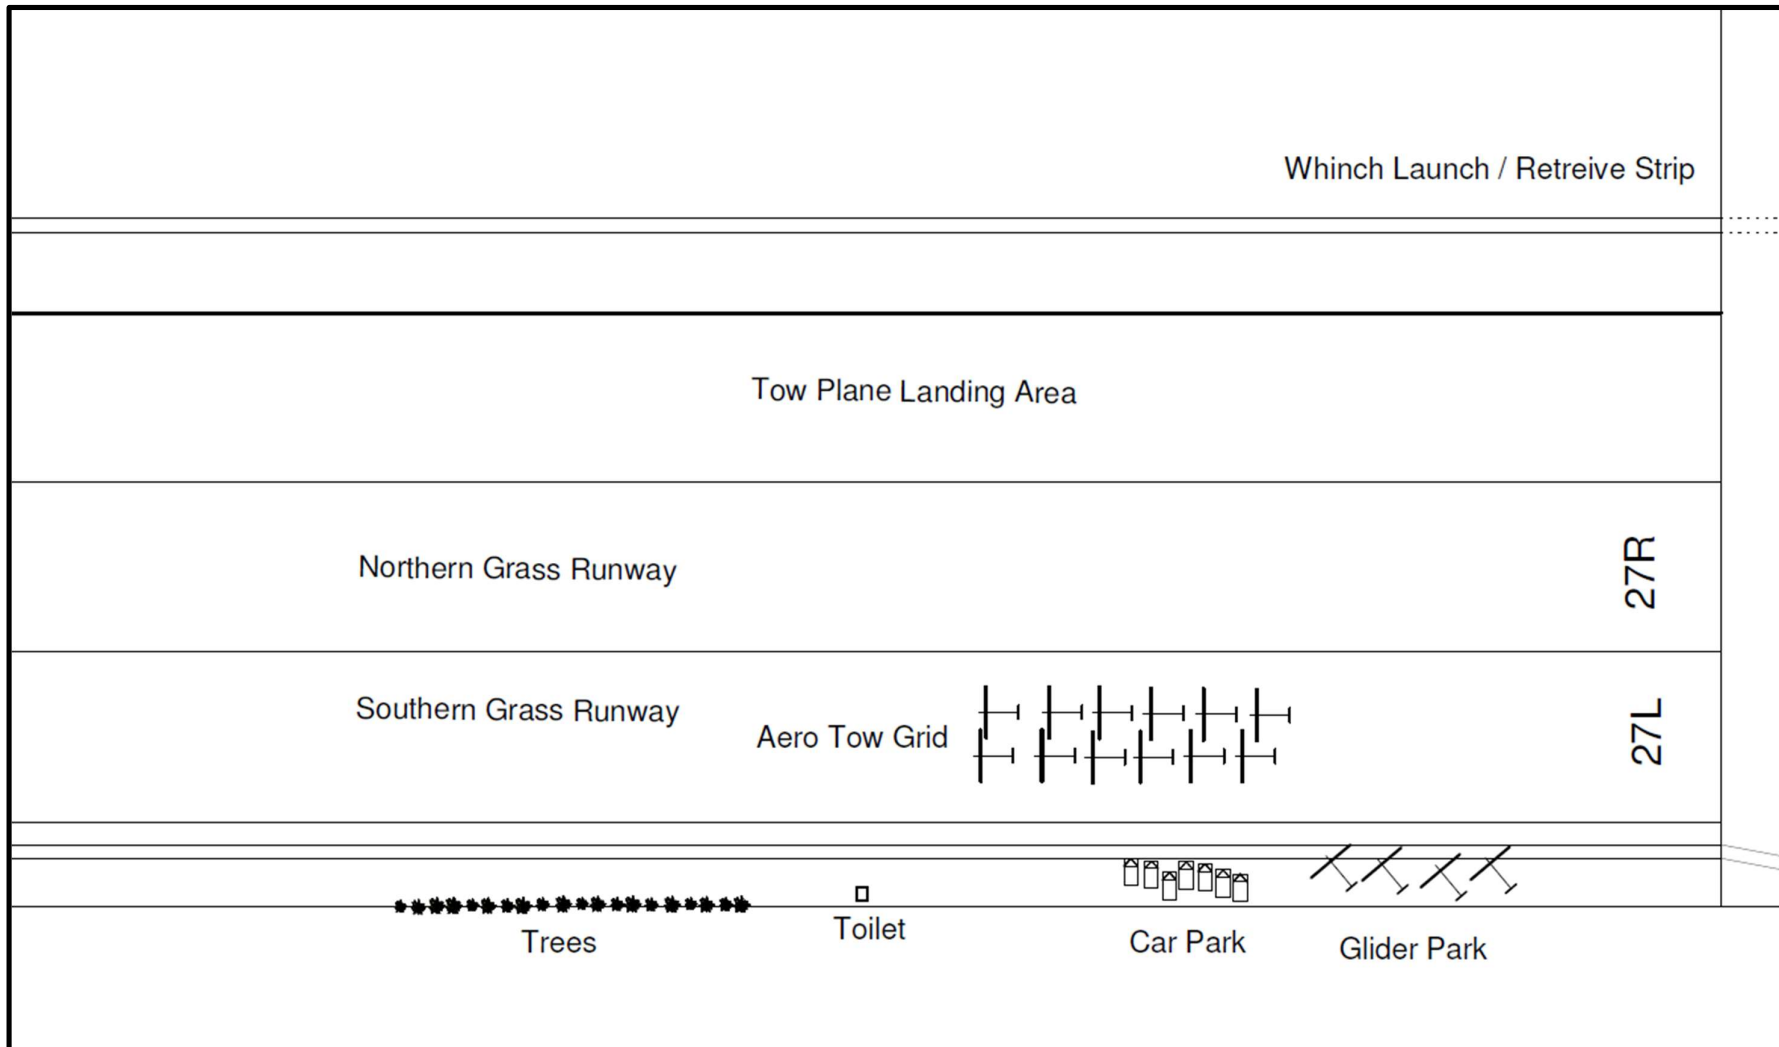 Whinch Launch / Retreive Strip
Tow Plane Landing Area
Northern Grass Runway
27R
Southern Grass Runway
Aero Tow Grid
27L
Trees
Toilet
Car Park
Glider Park